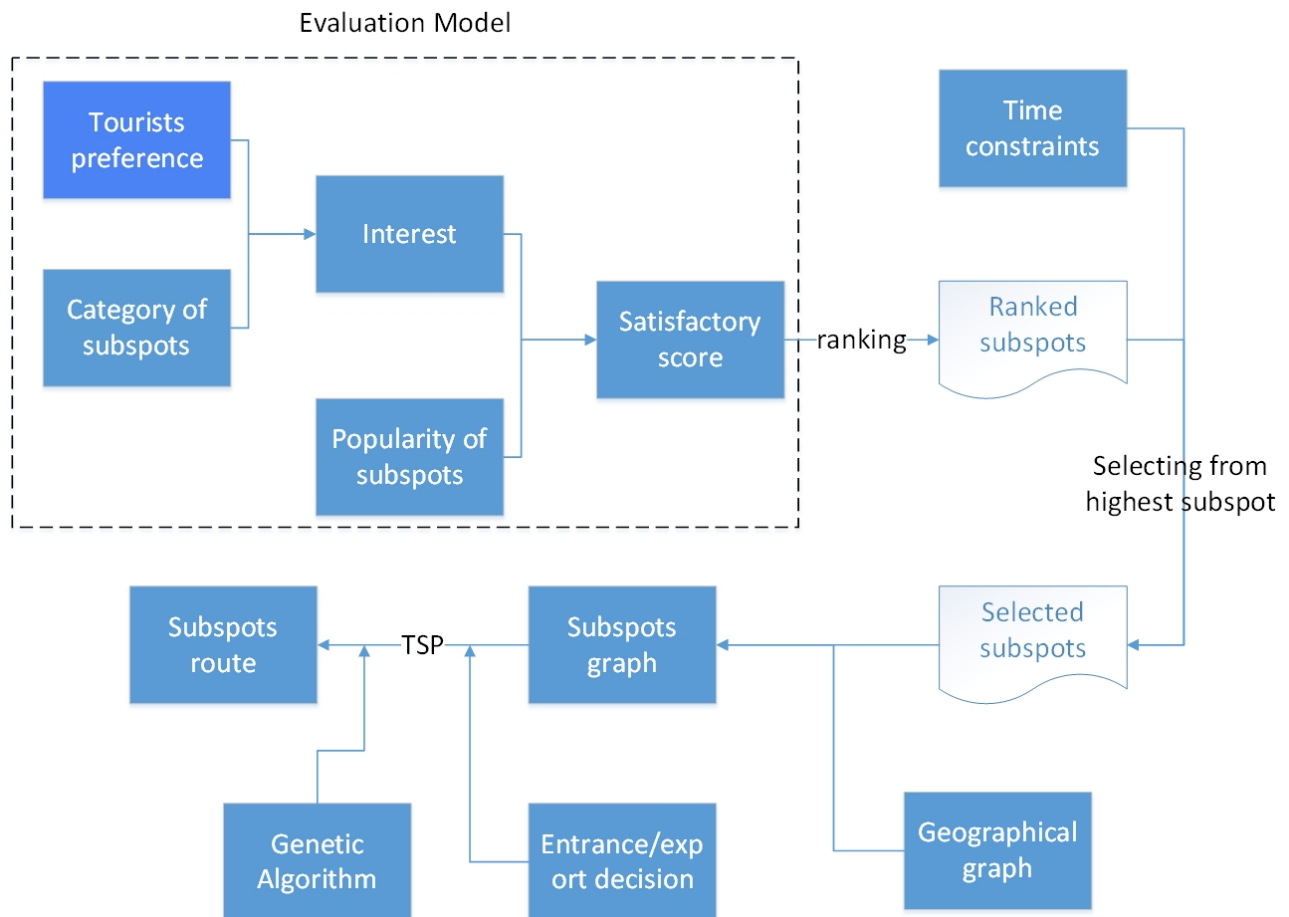 Evaluation Model
Tourists
preference
Time
constraints
Interest
Category of
subspots
Satisfactory
score
ranking
Ranked
subspots
Popularity of
subspots
Selecting from
highest subspot
Subspots
route
TSP
Subspots
graph
Selected
subspots
Genetic
Algorithm
Entrance/exp
ort decision
Geographical
graph